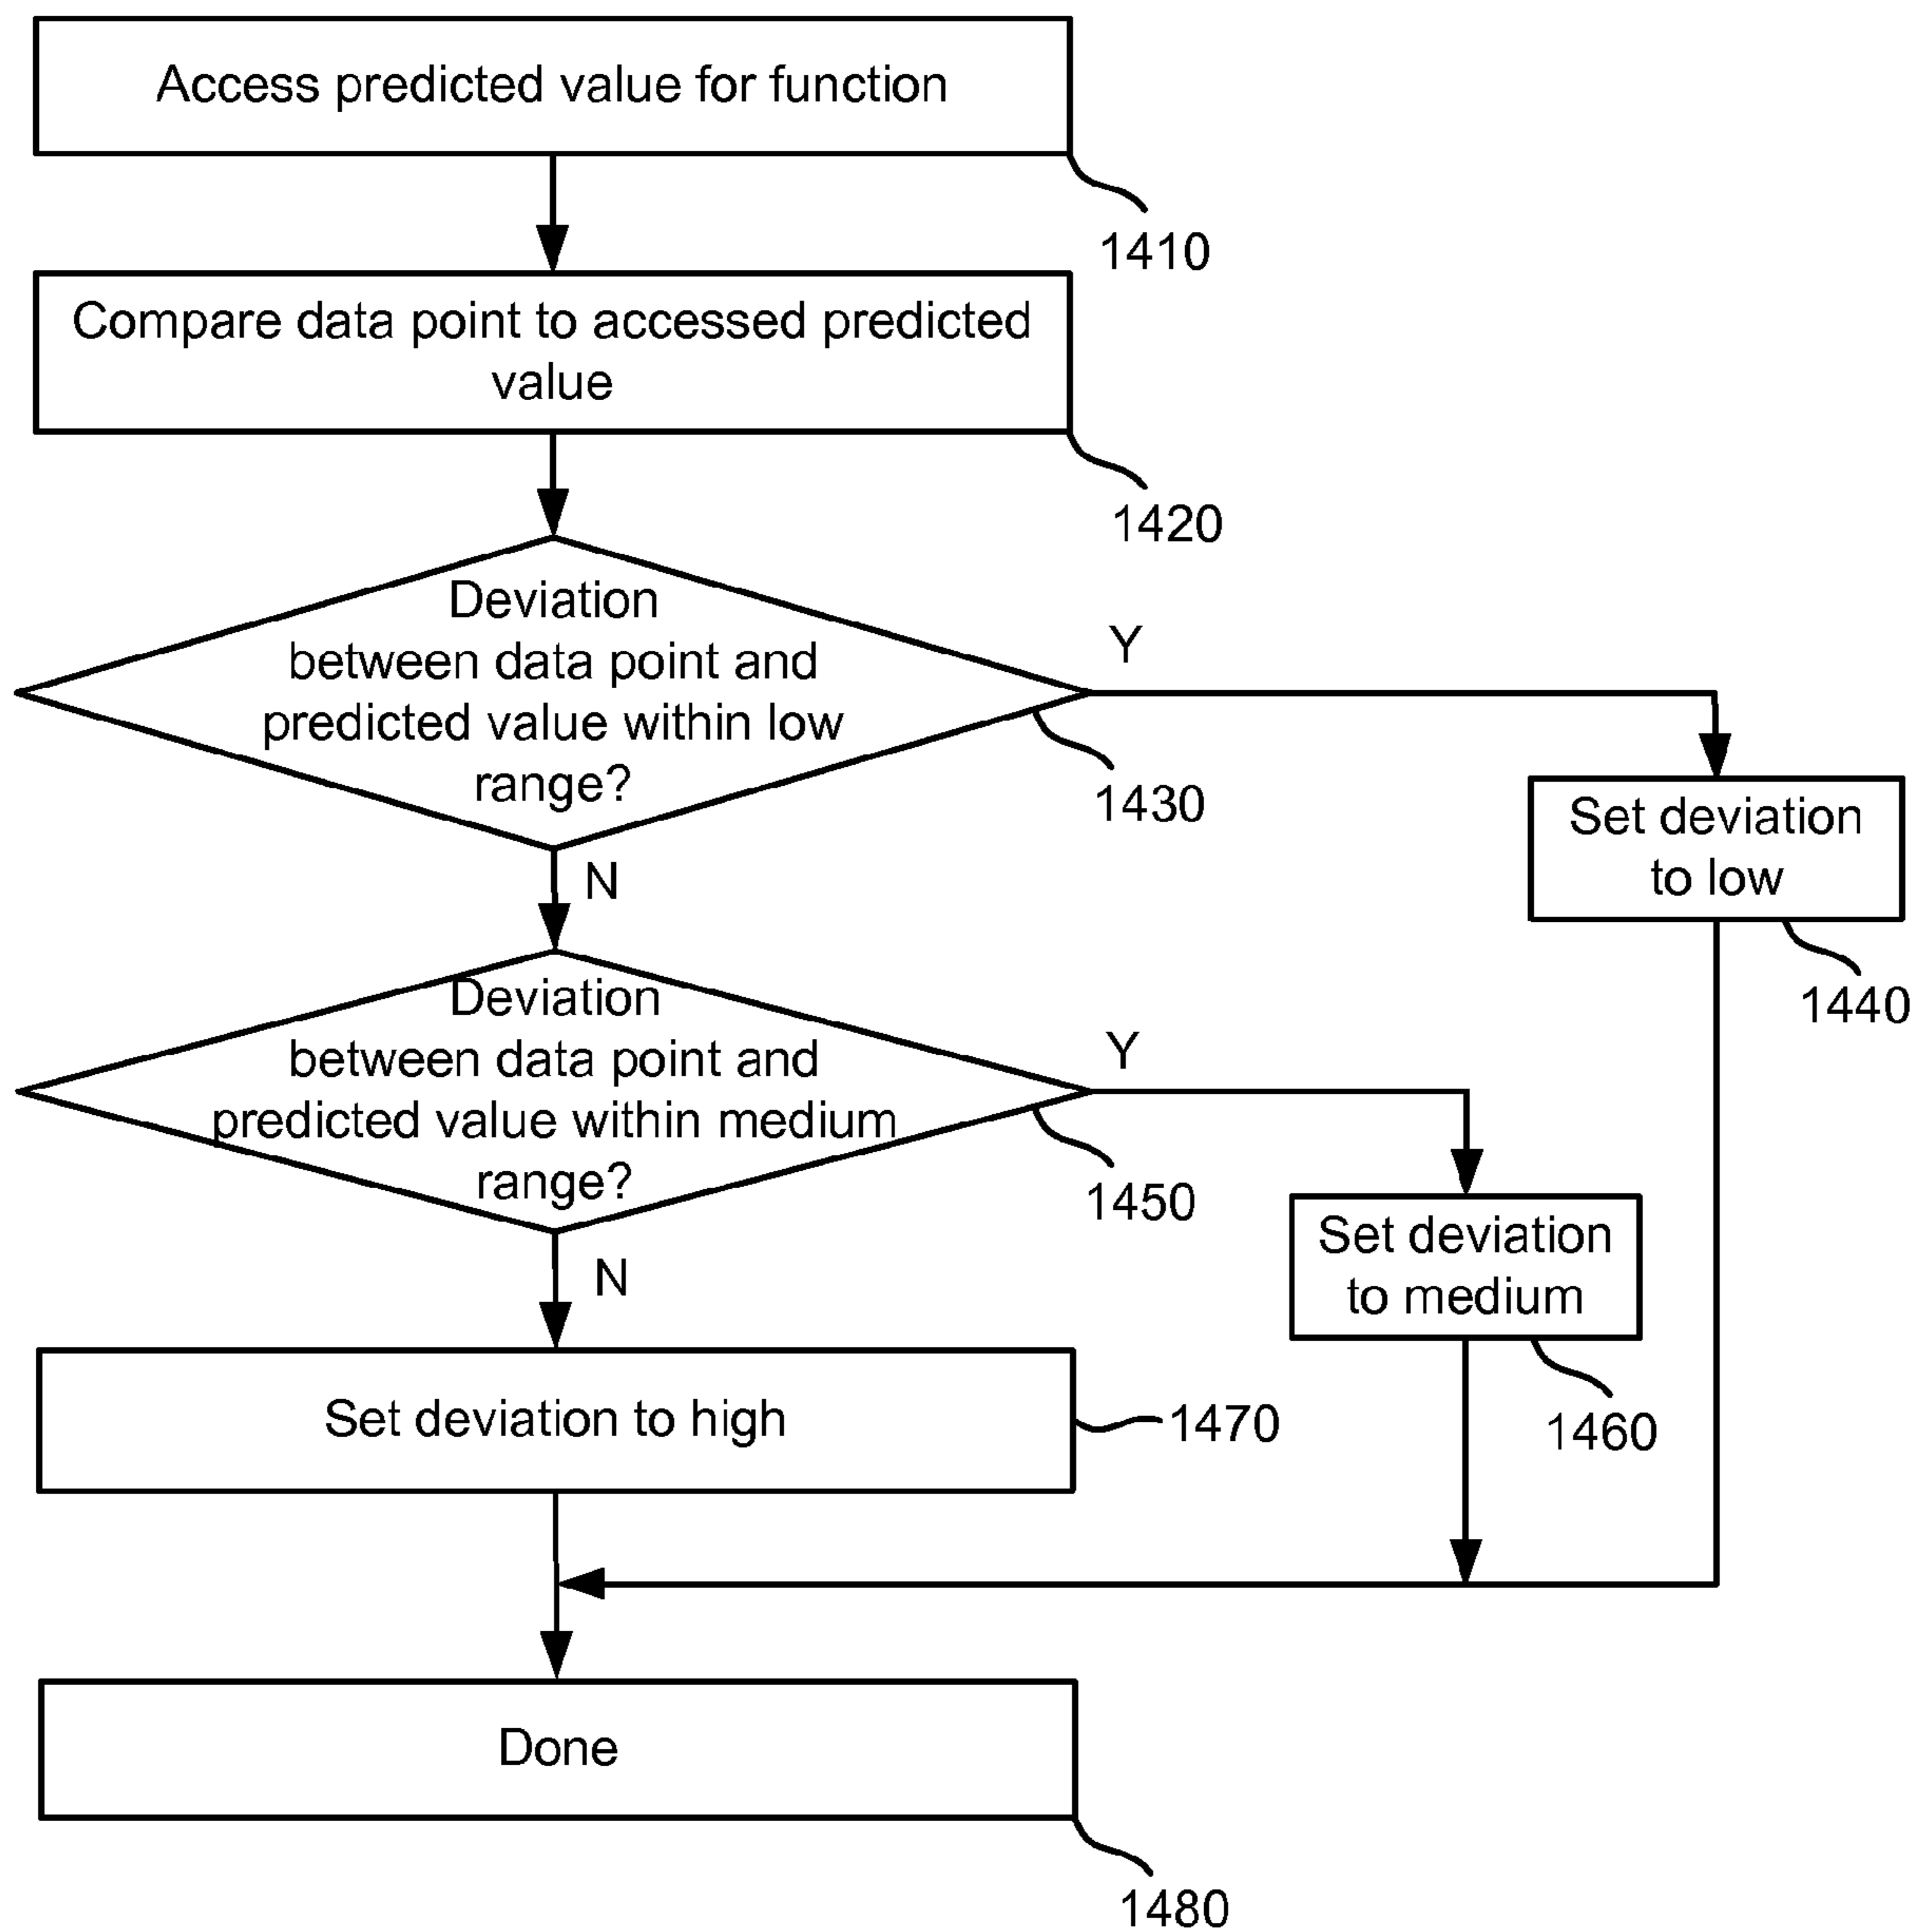 Access predicted value for function
1410
Compare data point to accessed predicted
value
1420
Deviation
between data point and
predicted value within low
range?
Y
1430
Set deviation
to low
1440
N
Deviation
between data point and
predicted value within medium
range?
Y
1450
Set deviation
to medium
1460
N
Set deviation to high
1470
Done
1480